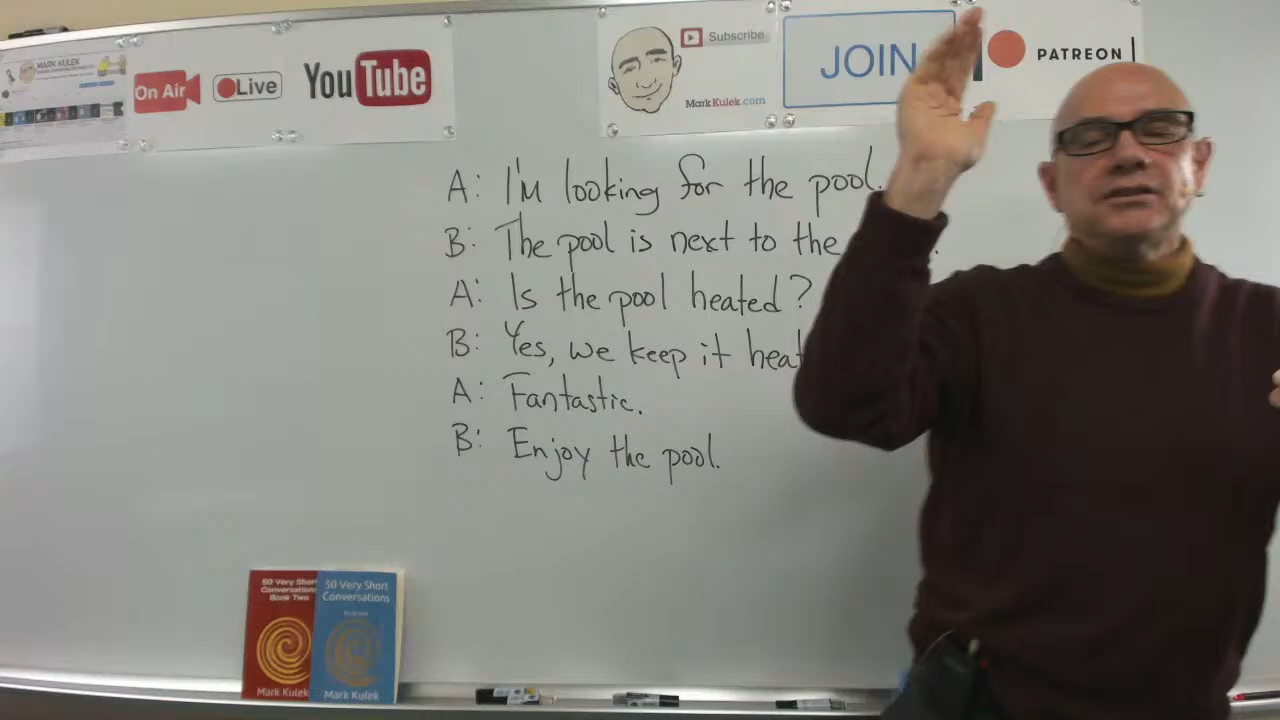 MARK KULEK
On Air
Live
YouTube
Subscribe
MarkKulek.com
JOIN
PATREON
A: I'm looking for the pool.
B: The pool is next to the
A: Is the pool heated?
B: Yes, we keep it heat
A: Fantastic.
B: Enjoy the pool.
50 Very Short
Conversations
Book Two
Mark Kulek
50 Very Short
Conversations
Mark Kulek